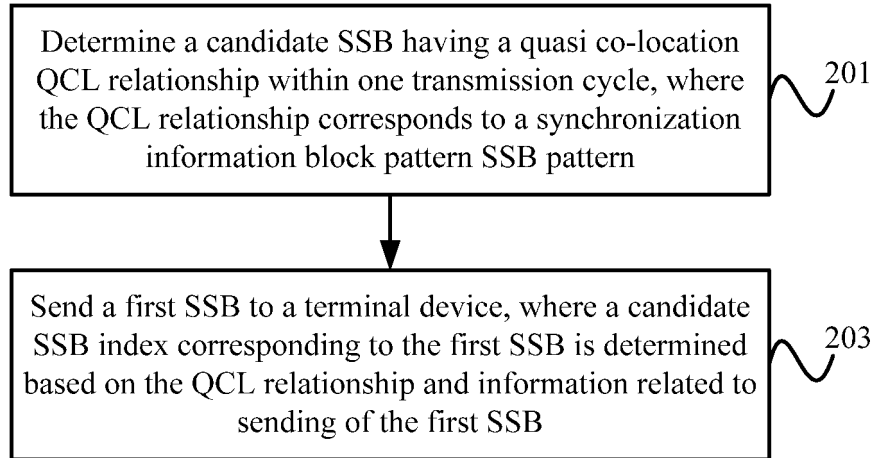 Determine a candidate SSB having a quasi co-location
QCL relationship within one transmission cycle, where
the QCL relationship corresponds to a synchronization
information block pattern SSB pattern
201
Send a first SSB to a terminal device, where a candidate
SSB index corresponding to the first SSB is determined
based on the QCL relationship and information related to
sending of the first SSB
203